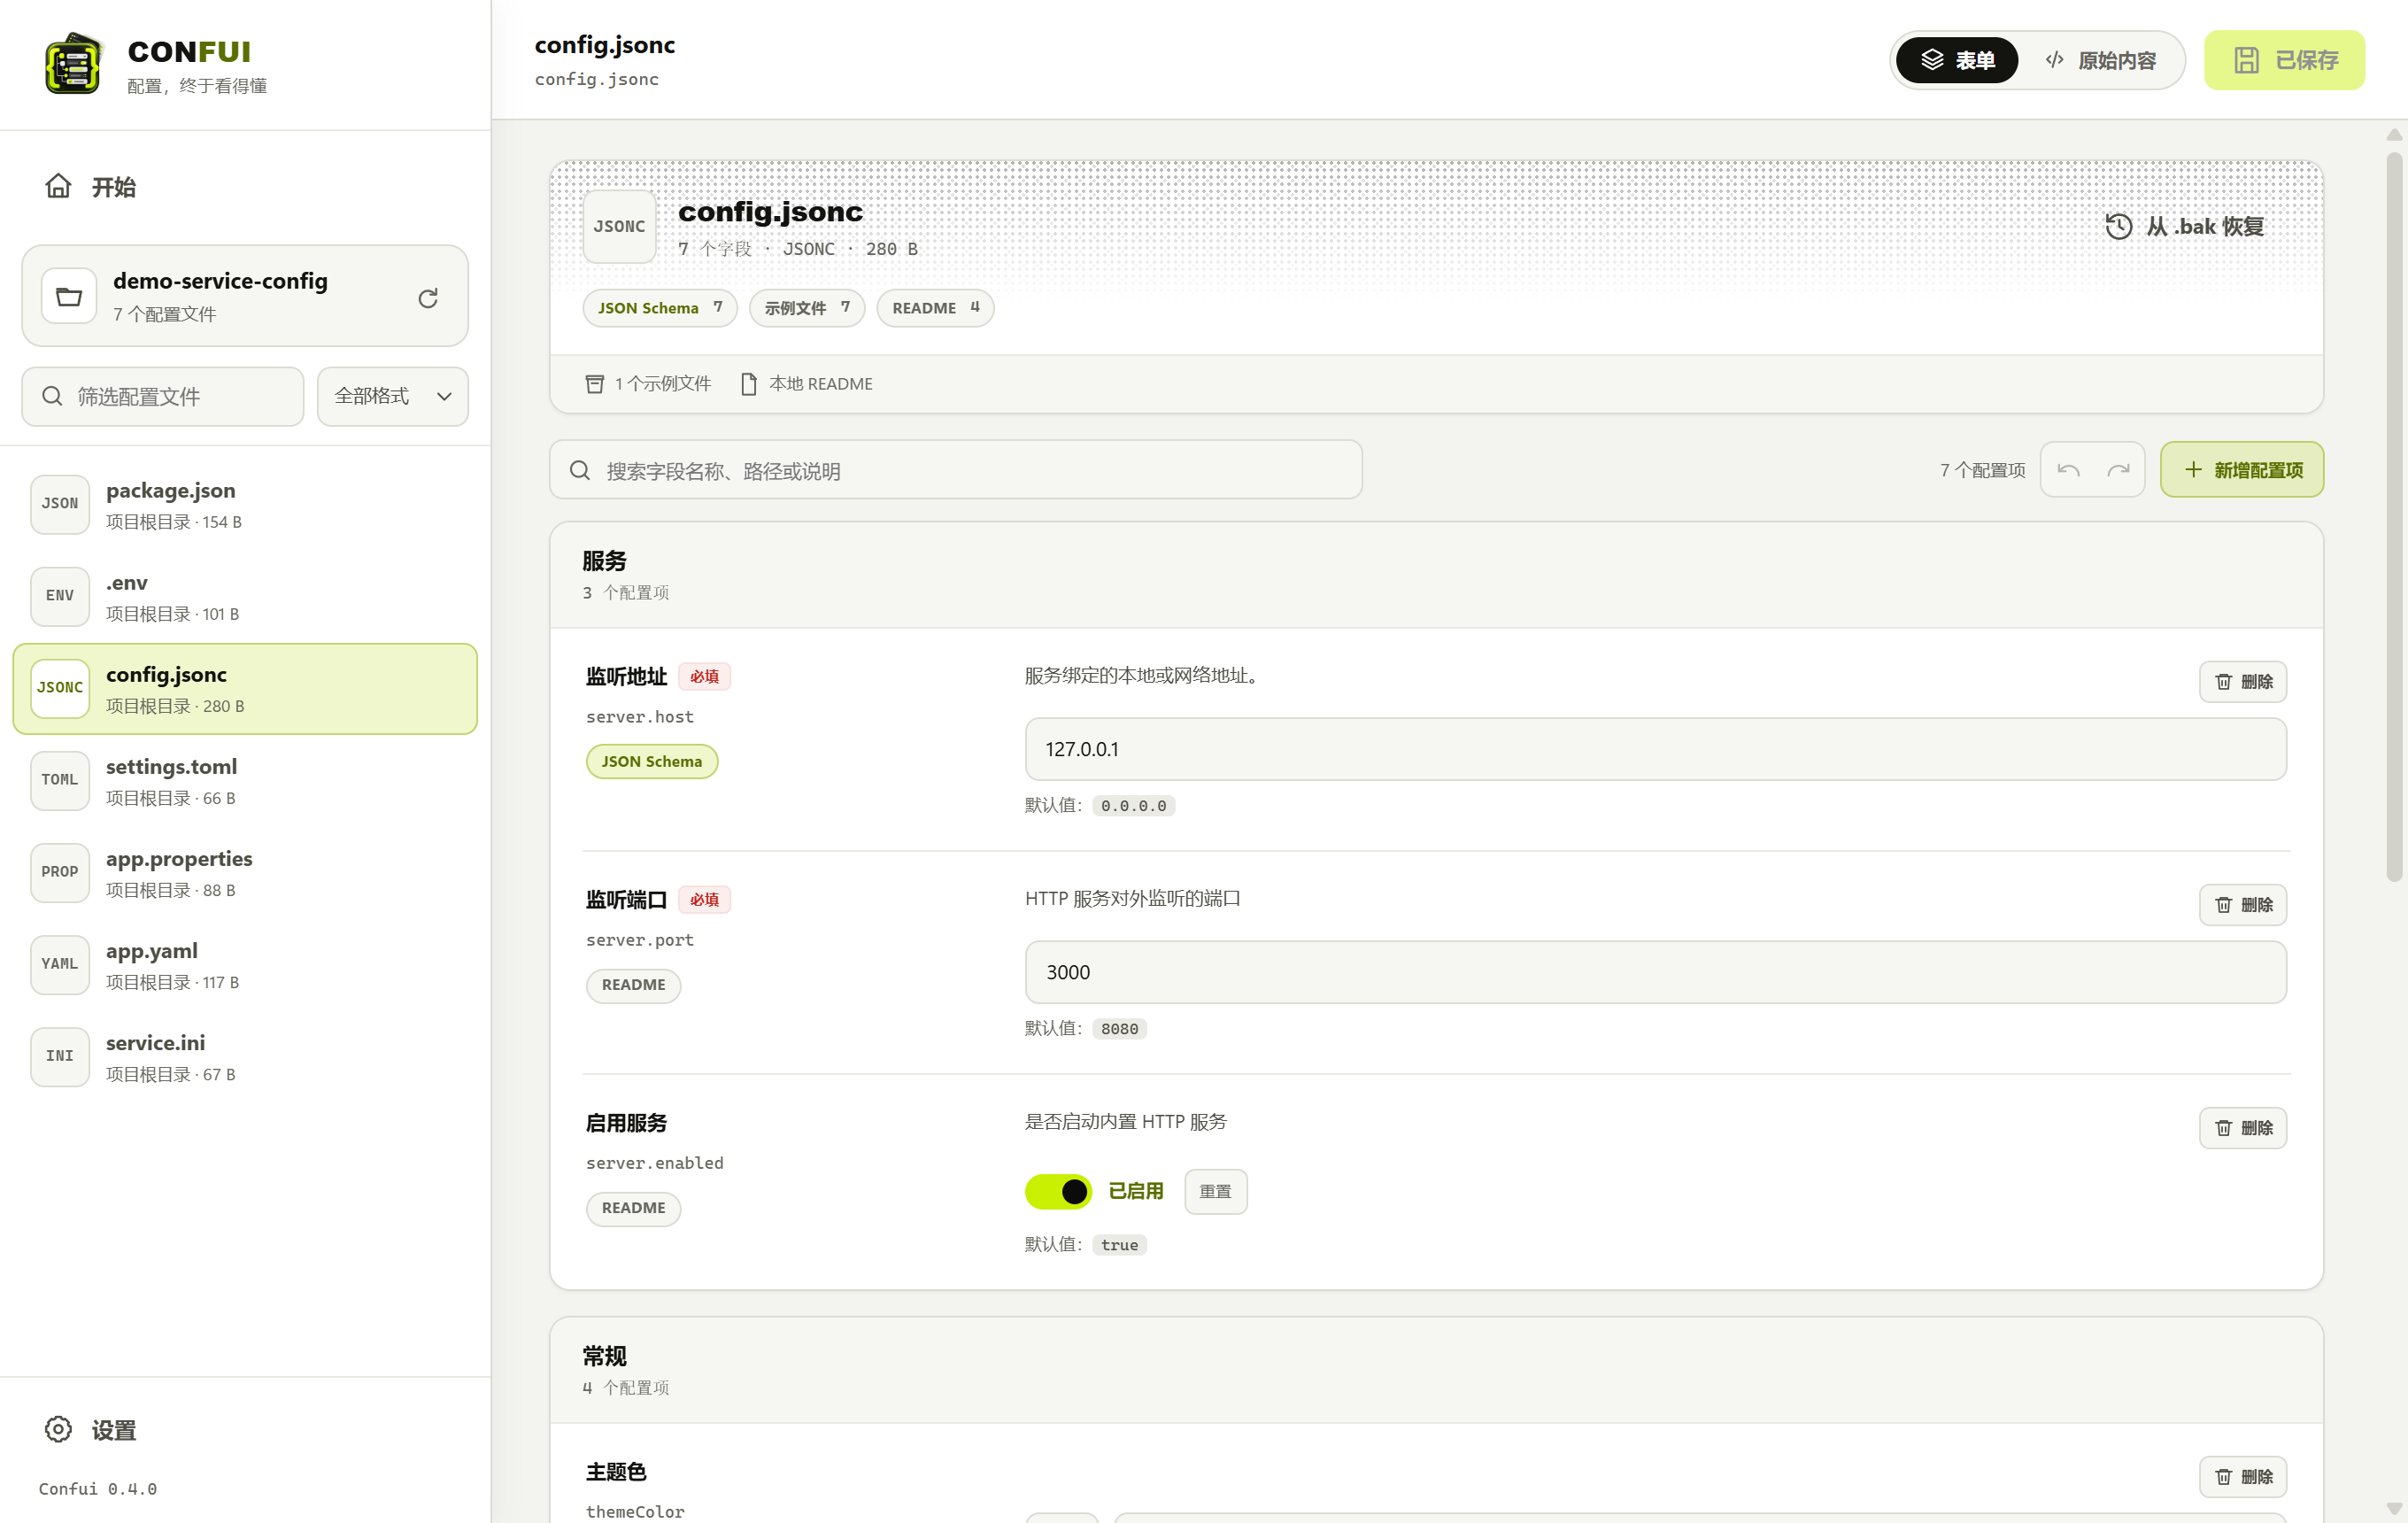 CONFUI
配置，终于看得懂
开始
demo-service-config
7 个配置文件
筛选配置文件
全部格式
JSON
package.json
项目根目录 · 154 B
ENV
.env
项目根目录 · 101 B
JSONC
config.jsonc
项目根目录 · 280 B
TOML
settings.toml
项目根目录 · 66 B
PROP
app.properties
项目根目录 · 88 B
YAML
app.yaml
项目根目录 · 117 B
INI
service.ini
项目根目录 · 67 B
设置
Confui 0.4.0
config.jsonc
config.jsonc
表单
原始内容
已保存
JSONC
config.jsonc
7 个字段 · JSONC · 280 B
从 .bak 恢复
JSON Schema 7
示例文件 7
README 4
1 个示例文件
本地 README
搜索字段名称、路径或说明
7 个配置项
新增配置项
服务
3 个配置项
监听地址 必填
server.host
JSON Schema
服务绑定的本地或网络地址。
删除
127.0.0.1
默认值： 0.0.0.0
监听端口 必填
server.port
README
HTTP 服务对外监听的端口
删除
3000
默认值： 8080
启用服务
server.enabled
README
是否启动内置 HTTP 服务
删除
已启用
重置
默认值： true
常规
4 个配置项
主题色
themeColor
删除